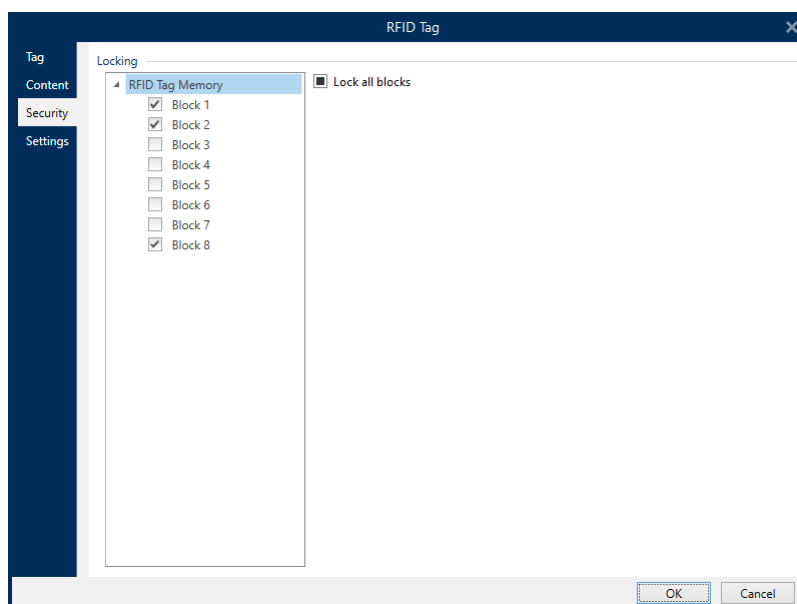 RFID Tag
Tag
Content
Security
Settings
Locking
RFID Tag Memory
Block 1
Block 2
Block 3
Block 4
Block 5
Block 6
Block 7
Block 8
Lock all blocks
OK
Cancel